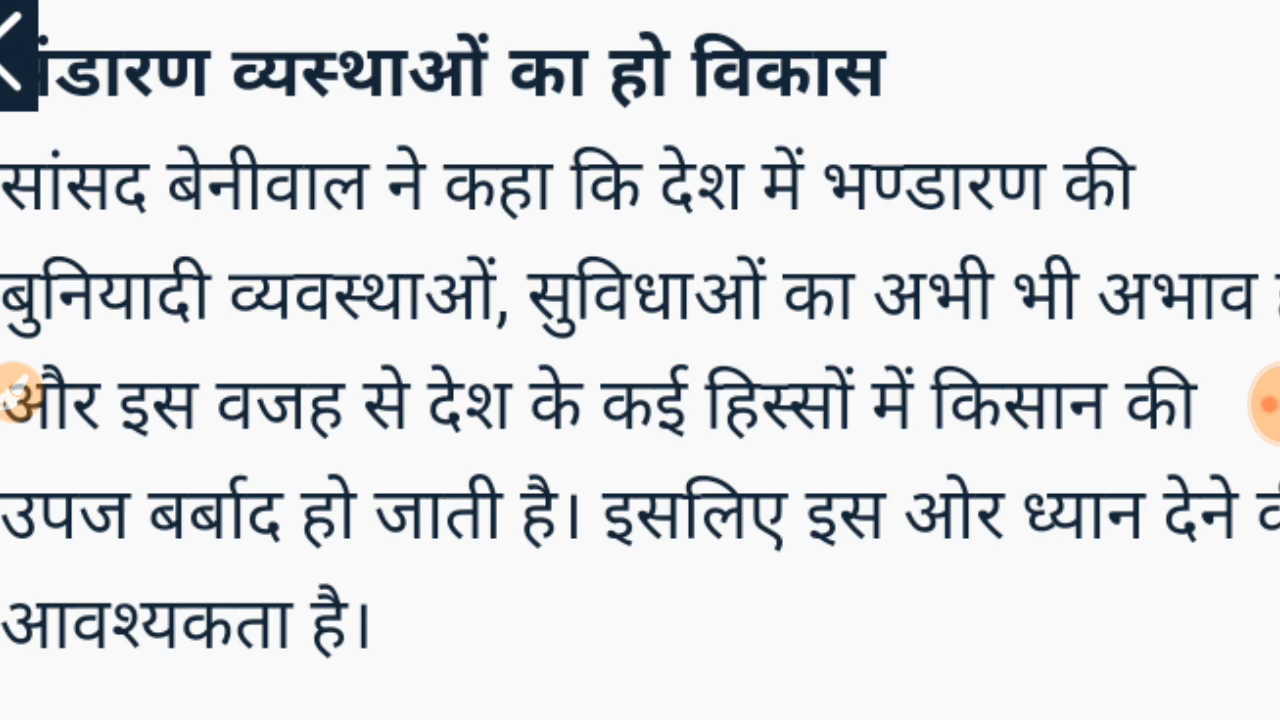 व्यस्थाओं का हो विकास
सांसद बेनीवाल ने कहा कि देश में भण्डारण की
बुनियादी व्यवस्थाओं, सुविधाओं का अभी भी अभाव
और इस वजह से देश के कई हिस्सों में किसान की
उपज बर्बाद हो जाती है। इसलिए इस ओर ध्यान देने
आवश्यकता है।